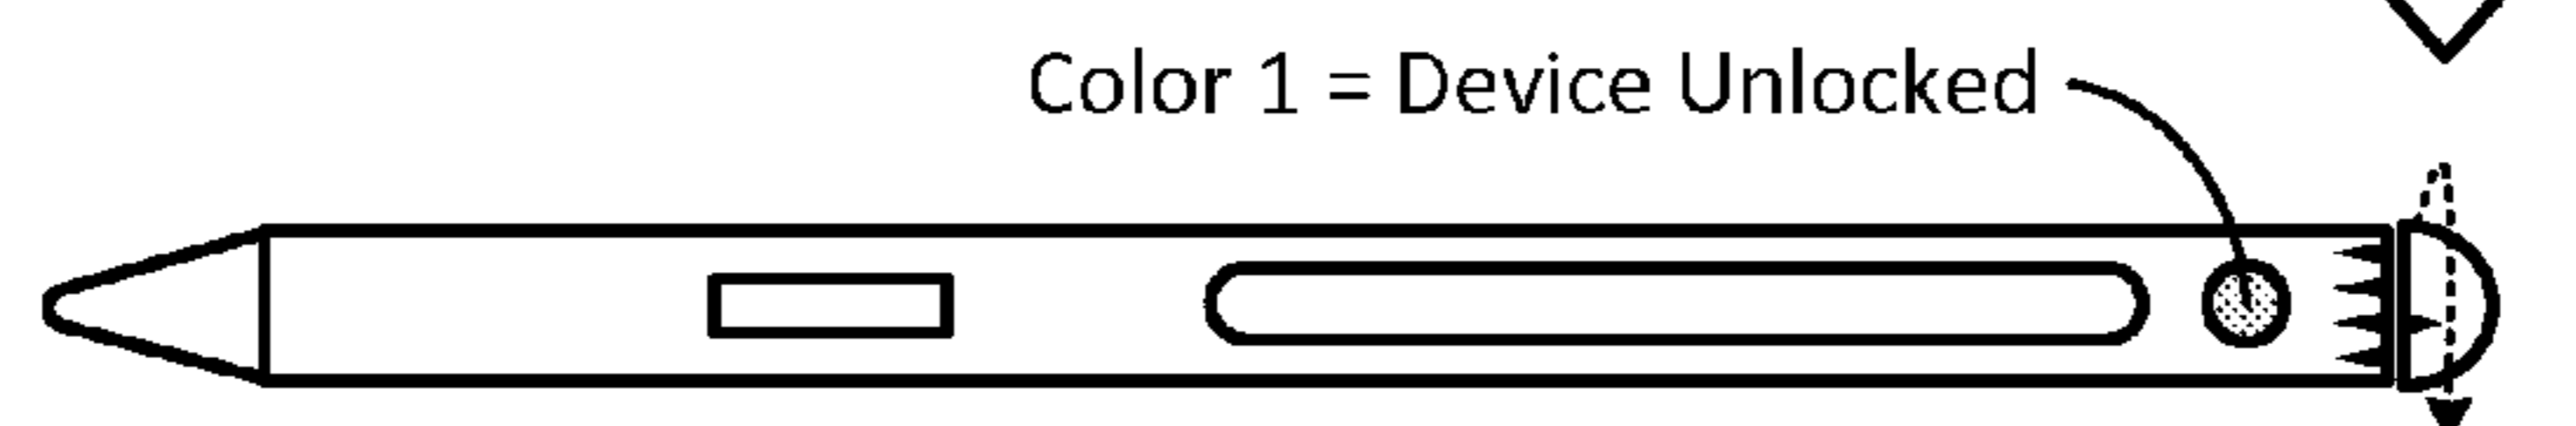 Color 1 = Device Unlocked